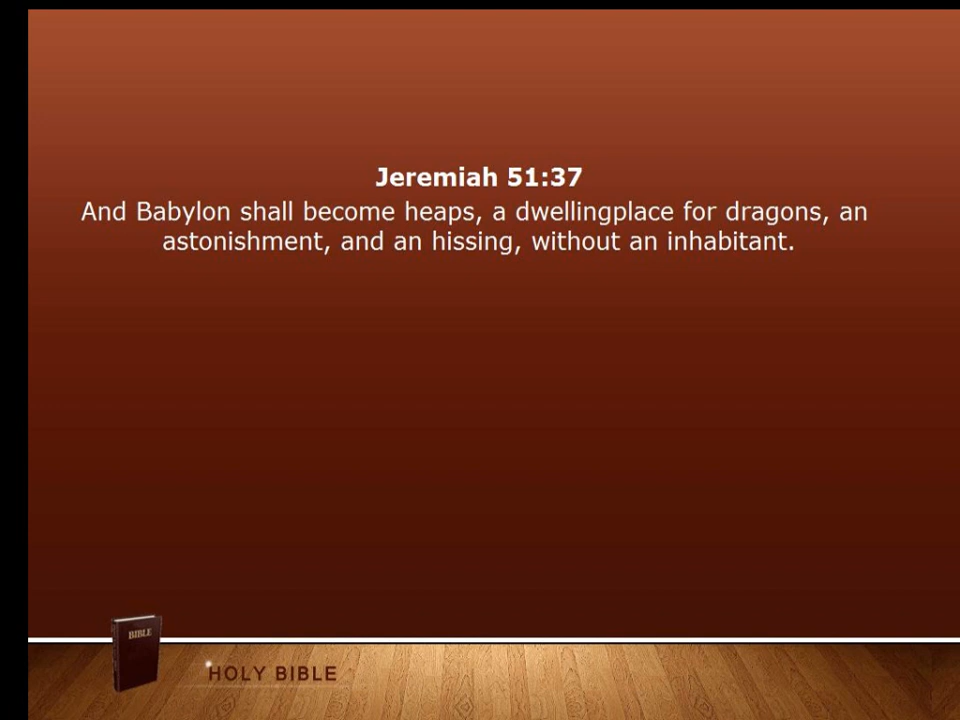 Jeremiah 51:37
And Babylon shall become heaps, a dwellingplace for dragons, an
astonishment, and an hissing, without an inhabitant.
BIBLE
HOLY BIBLE